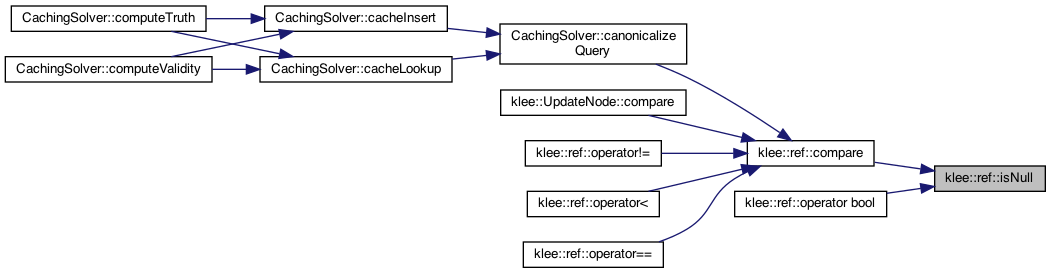 CachingSolver::computeTruth
CachingSolver::cacheInsert
CachingSolver::canonicalize
Query
CachingSolver::computeValidity
CachingSolver::cacheLookup
klee::UpdateNode::compare
klee::ref::operator!=
klee::ref::compare
klee::ref::isNull
klee::ref::operator<
klee::ref::operator bool
klee::ref::operator==